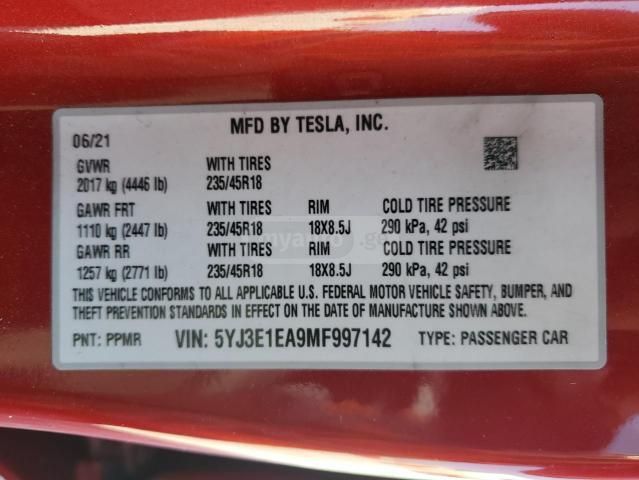 MFD BY TESLA, INC.
06/21
GVWR WITH TIRES
2017 kg (4446 lb) 235/45R18
GAWR FRT WITH TIRES RIM COLD TIRE PRESSURE
1110 kg (2447 lb) 235/45R18 18X8.5J 290 kPa, 42 psi
GAWR RR WITH TIRES RIM COLD TIRE PRESSURE
1257 kg (2771 lb) 235/45R18 18X8.5J 290 kPa, 42 psi
THIS VEHICLE CONFORMS TO ALL APPLICABLE U.S. FEDERAL MOTOR VEHICLE SAFETY, BUMPER, AND
THEFT PREVENTION STANDARDS IN EFFECT ON THE DATE OF MANUFACTURE SHOWN ABOVE.
PNT: PPMR VIN: 5YJ3E1EA9MF997142 TYPE: PASSENGER CAR